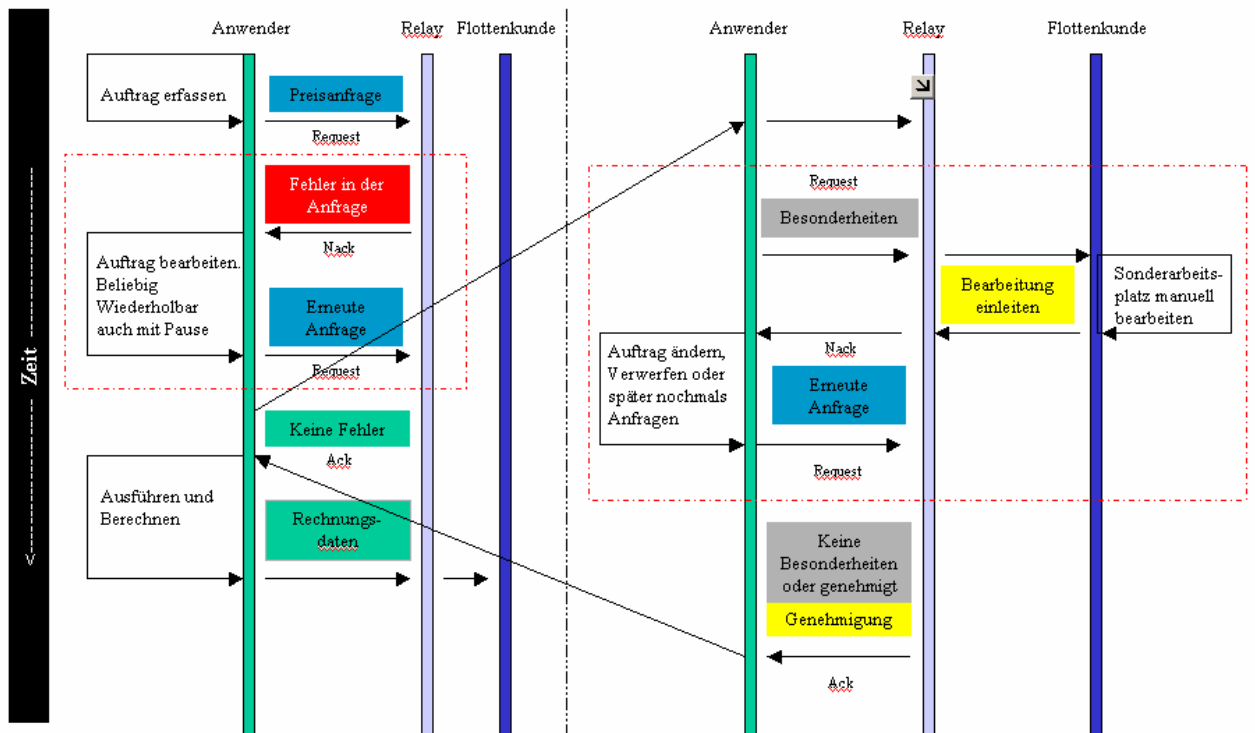 Zeit
Anwender
Relay
Flottenkunde
Auftrag erfassen
Preisanfrage
Request
Fehler in der
Anfrage
Nack
Auftrag bearbeiten.
Beliebig
Wiederholbar
auch mit Pause
Erneute
Anfrage
Request
Keine Fehler
Ack
Ausführen und
Berechnen
Rechnungs-
daten
Anwender
Relay
Flottenkunde
Request
Besonderheiten
Bearbeitung
einleiten
Sonderarbeits-
platz manuell
bearbeiten
Nack
Auftrag ändern,
Verwerfen oder
später nochmals
Anfragen
Erneute
Anfrage
Request
Keine
Besonderheiten
oder genehmigt
Genehmigung
Ack